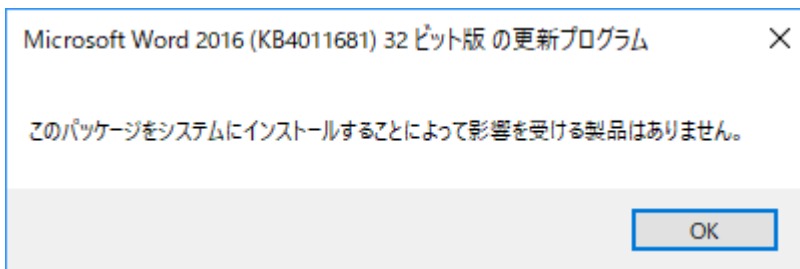 Microsoft Word 2016 (KB4011681) 32 ビット版 の更新プログラム
このパッケージをシステムにインストールすることによって影響を受ける製品はありません。
OK